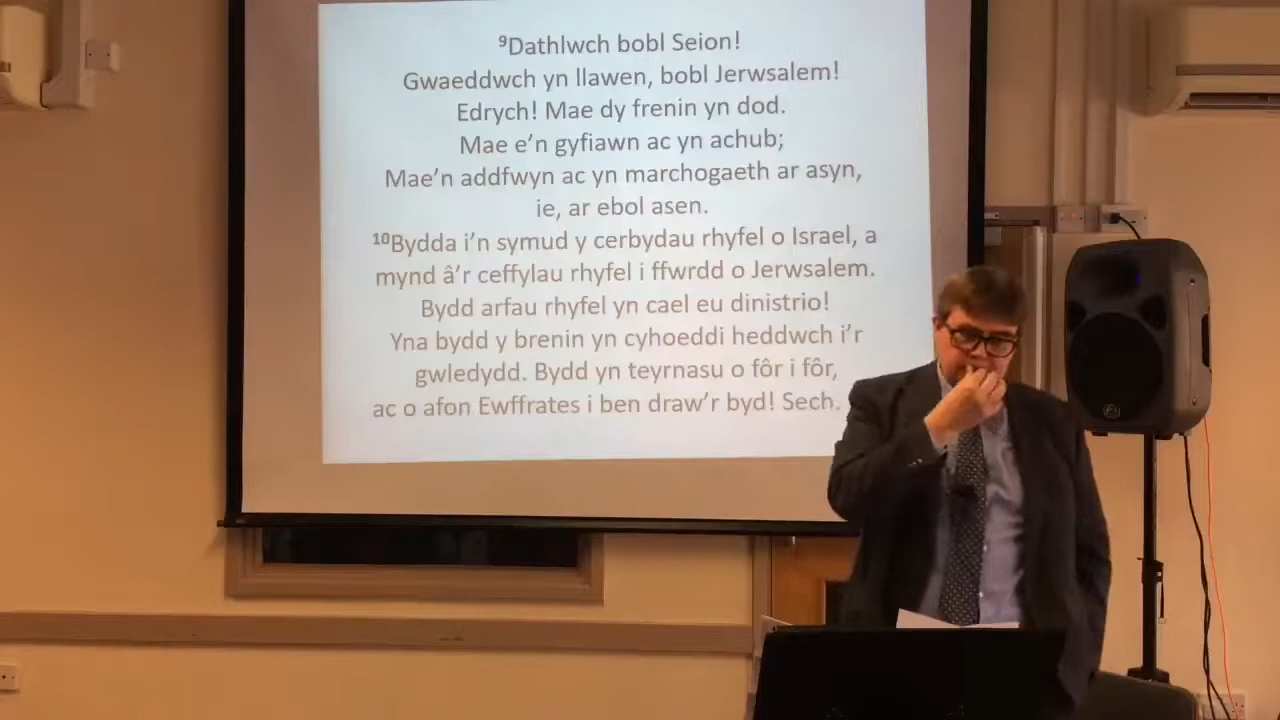 ⁹Dathlwch bobl Seion!
Gwaeddwch yn llawen, bobl Jerwsalem!
Edrych! Mae dy frenin yn dod.
Mae e’n gyfiawn ac yn achub;
Mae’n addfwyn ac yn marchogaeth ar asyn,
ie, ar ebol asen.
¹⁰Bydda i’n symud y cerbydau rhyfel o Israel, a
mynd â’r ceffylau rhyfel i ffwrdd o Jerwsalem.
Bydd arfau rhyfel yn cael eu dinistrio!
Yna bydd y brenin yn cyhoeddi heddwch i’r
gwledydd. Bydd yn teyrnasu o fôr i fôr,
ac o afon Ewffrates i ben draw’r byd! Sech.